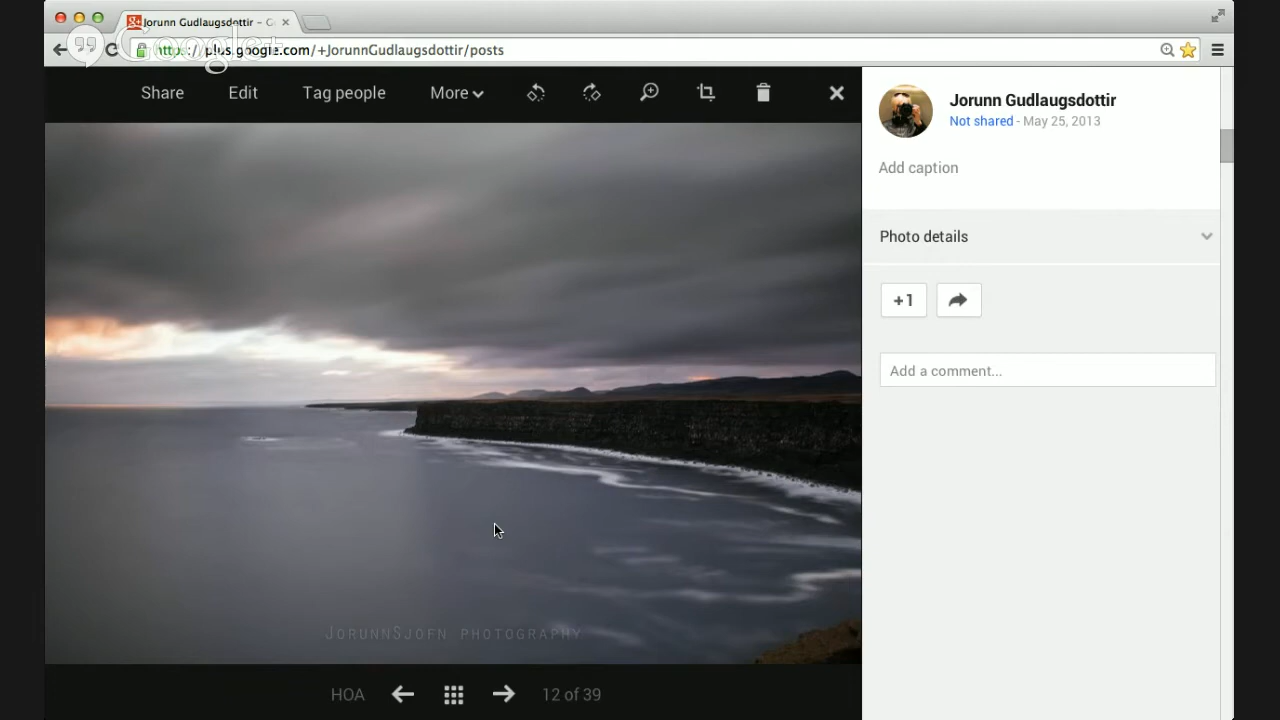 Jorunn Gudlaugsdottir - G
Google+
https://plus.google.com/+JorunnGudlaugsdottir/posts
Share Edit Tag people More
Jorunn Gudlaugsdottir
Not shared - May 25, 2013
Add caption
Photo details
+1
Add a comment...
JORUNNSJOFN PHOTOGRAPHY
HOA
12 of 39